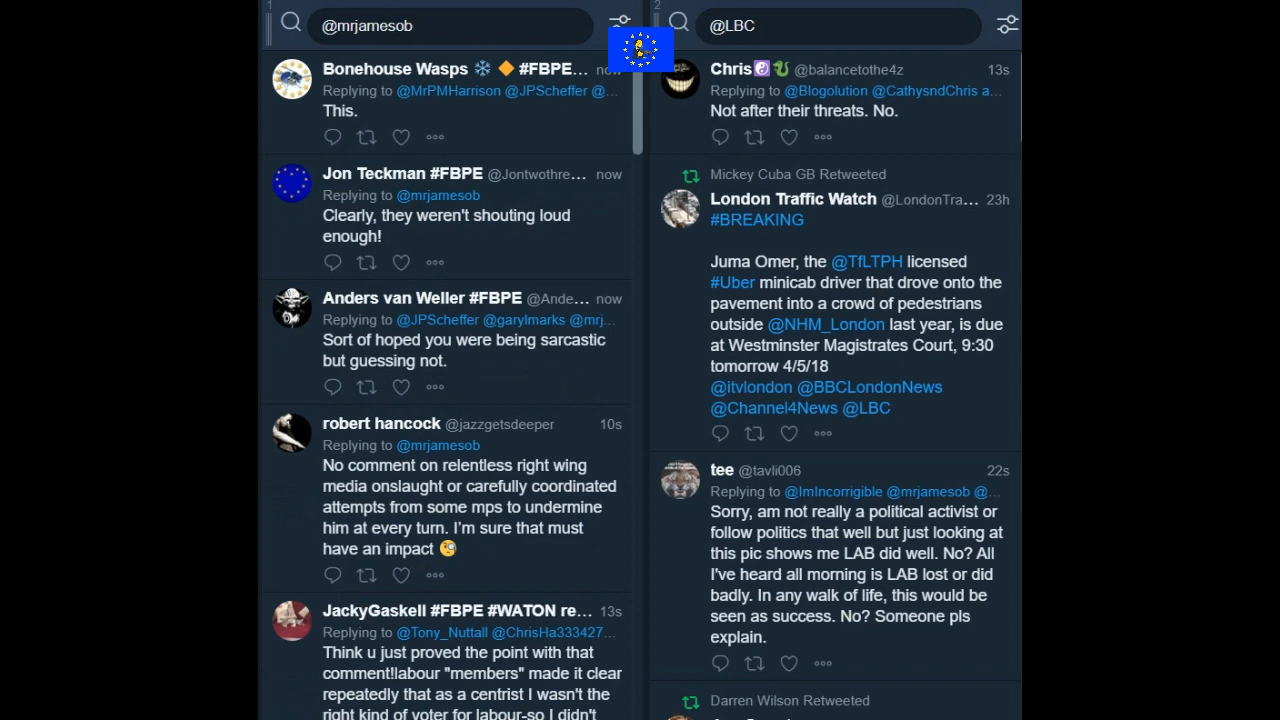 1
@mrjamesob
Bonehouse Wasps ❄️ 🔶 #FBPE... now
Replying to @MrPMHarrison @JPScheffer @...
This.
Jon Teckman #FBPE @Jontwothre... now
Replying to @mrjamesob
Clearly, they weren't shouting loud
enough!
Anders van Weller #FBPE @Ande... now
Replying to @JPScheffer @garylmarks @mrj...
Sort of hoped you were being sarcastic
but guessing not.
robert hancock @jazzgetsdeeper 10s
Replying to @mrjamesob
No comment on relentless right wing
media onslaught or carefully coordinated
attempts from some mps to undermine
him at every turn. I'm sure that must
have an impact 🧐
JackyGaskell #FBPE #WATON re... 13s
Replying to @Tony_Nuttall @ChrisHa333427...
Think u just proved the point with that
comment!labour "members" made it clear
repeatedly that as a centrist I wasn't the
right kind of voter for labour-so I didn't
2
@LBC
Chris☯️🐉 @balancetothe4z 13s
Replying to @Blogolution @CathysndChris a...
Not after their threats. No.
Mickey Cuba GB Retweeted
London Traffic Watch @LondonTra... 23h
#BREAKING
Juma Omer, the @TfLTPH licensed
#Uber minicab driver that drove onto the
pavement into a crowd of pedestrians
outside @NHM_London last year, is due
at Westminster Magistrates Court, 9:30
tomorrow 4/5/18
@itvlondon @BBCLondonNews
@Channel4News @LBC
tee @tavli006 22s
Replying to @ImIncorrigible @mrjamesob @...
Sorry, am not really a political activist or
follow politics that well but just looking at
this pic shows me LAB did well. No? All
I've heard all morning is LAB lost or did
badly. In any walk of life, this would be
seen as success. No? Someone pls
explain.
Darren Wilson Retweeted